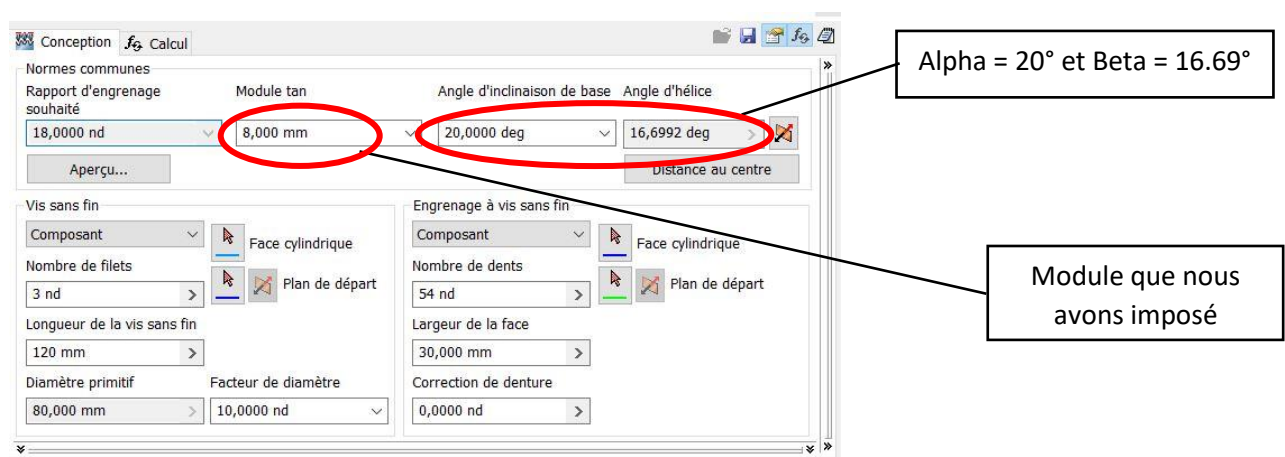 Conception
Calcul
Alpha = 20° et Beta = 16.69°
Normes communes
Rapport d'engrenage souhaité
Module tan
Angle d'inclinaison de base
Angle d'hélice
18,0000 nd
8,000 mm
20,0000 deg
16,6992 deg
Aperçu...
Distance au centre
Vis sans fin
Composant
Face cylindrique
Nombre de filets
Plan de départ
3 nd
Longueur de la vis sans fin
120 mm
Diamètre primitif
Facteur de diamètre
80,000 mm
10,0000 nd
Engrenage à vis sans fin
Composant
Face cylindrique
Nombre de dents
Plan de départ
54 nd
Largeur de la face
30,000 mm
Correction de denture
0,0000 nd
Module que nous
avons imposé